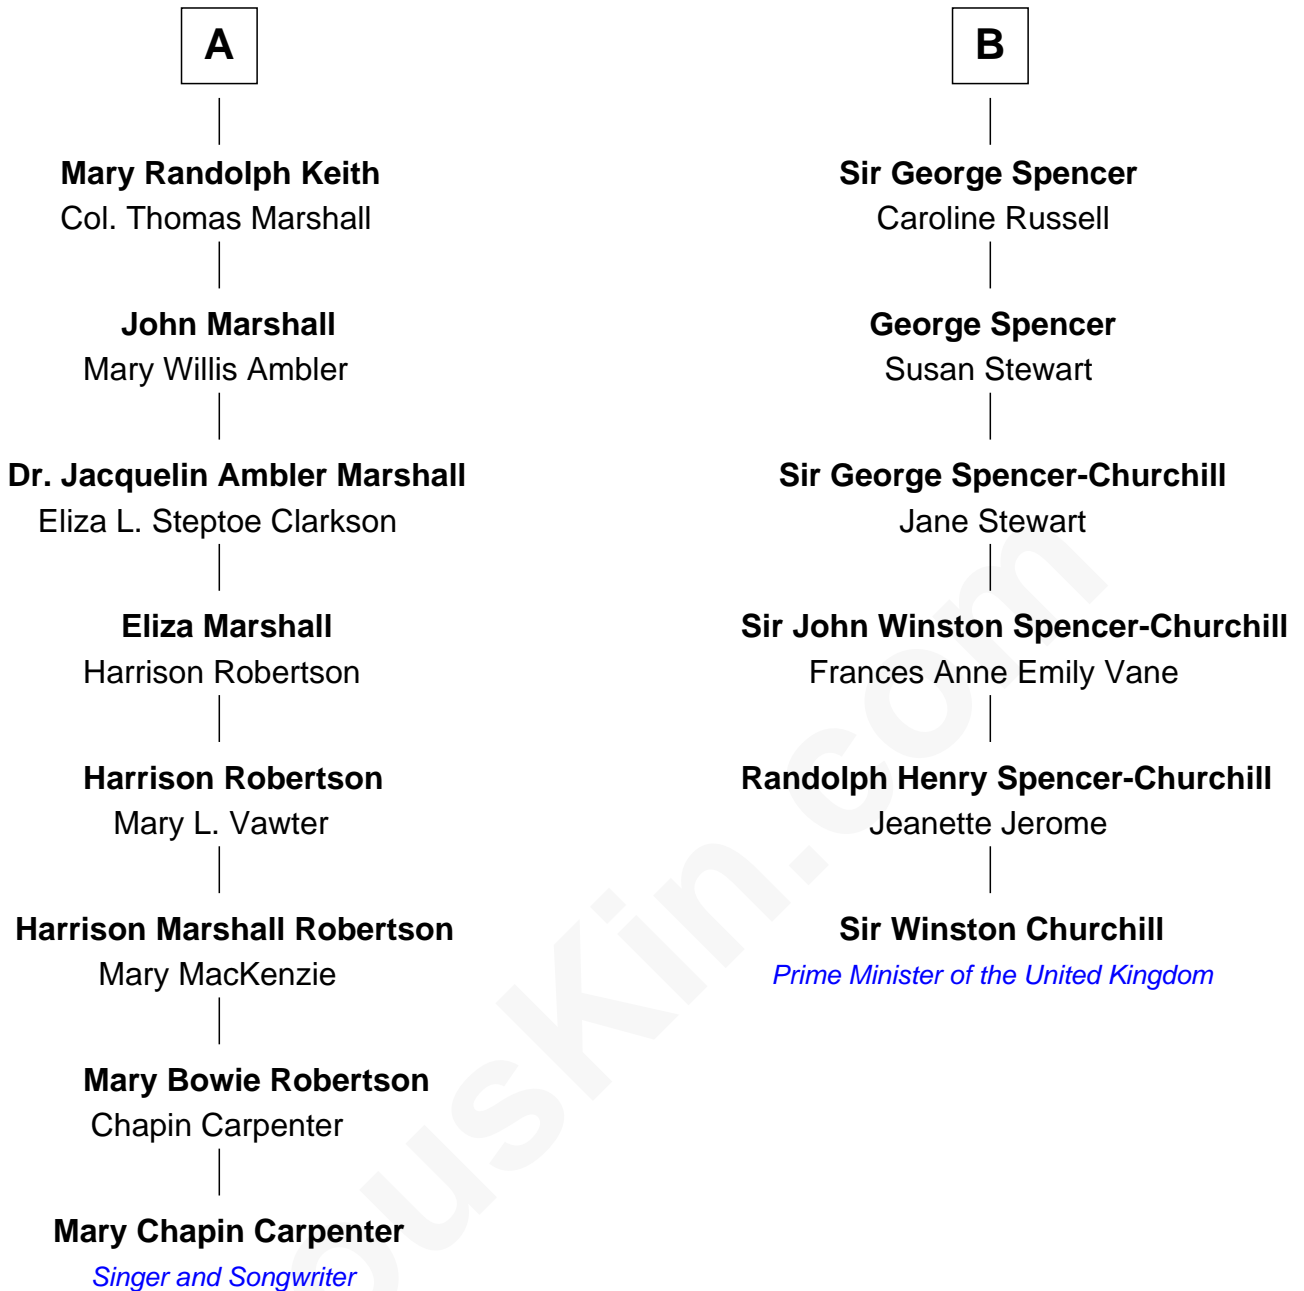 A
Mary Randolph Keith
Col. Thomas Marshall
John Marshall
Mary Willis Ambler
Dr. Jacquelin Ambler Marshall
Eliza L. Steptoe Clarkson
Eliza Marshall
Harrison Robertson
Harrison Robertson
Mary L. Vawter
Harrison Marshall Robertson
Mary MacKenzie
Mary Bowie Robertson
Chapin Carpenter
Mary Chapin Carpenter
Singer and Songwriter
B
Sir George Spencer
Caroline Russell
George Spencer
Susan Stewart
Sir George Spencer-Churchill
Jane Stewart
Sir John Winston Spencer-Churchill
Frances Anne Emily Vane
Randolph Henry Spencer-Churchill
Jeanette Jerome
Sir Winston Churchill
Prime Minister of the United Kingdom
ousKin.com